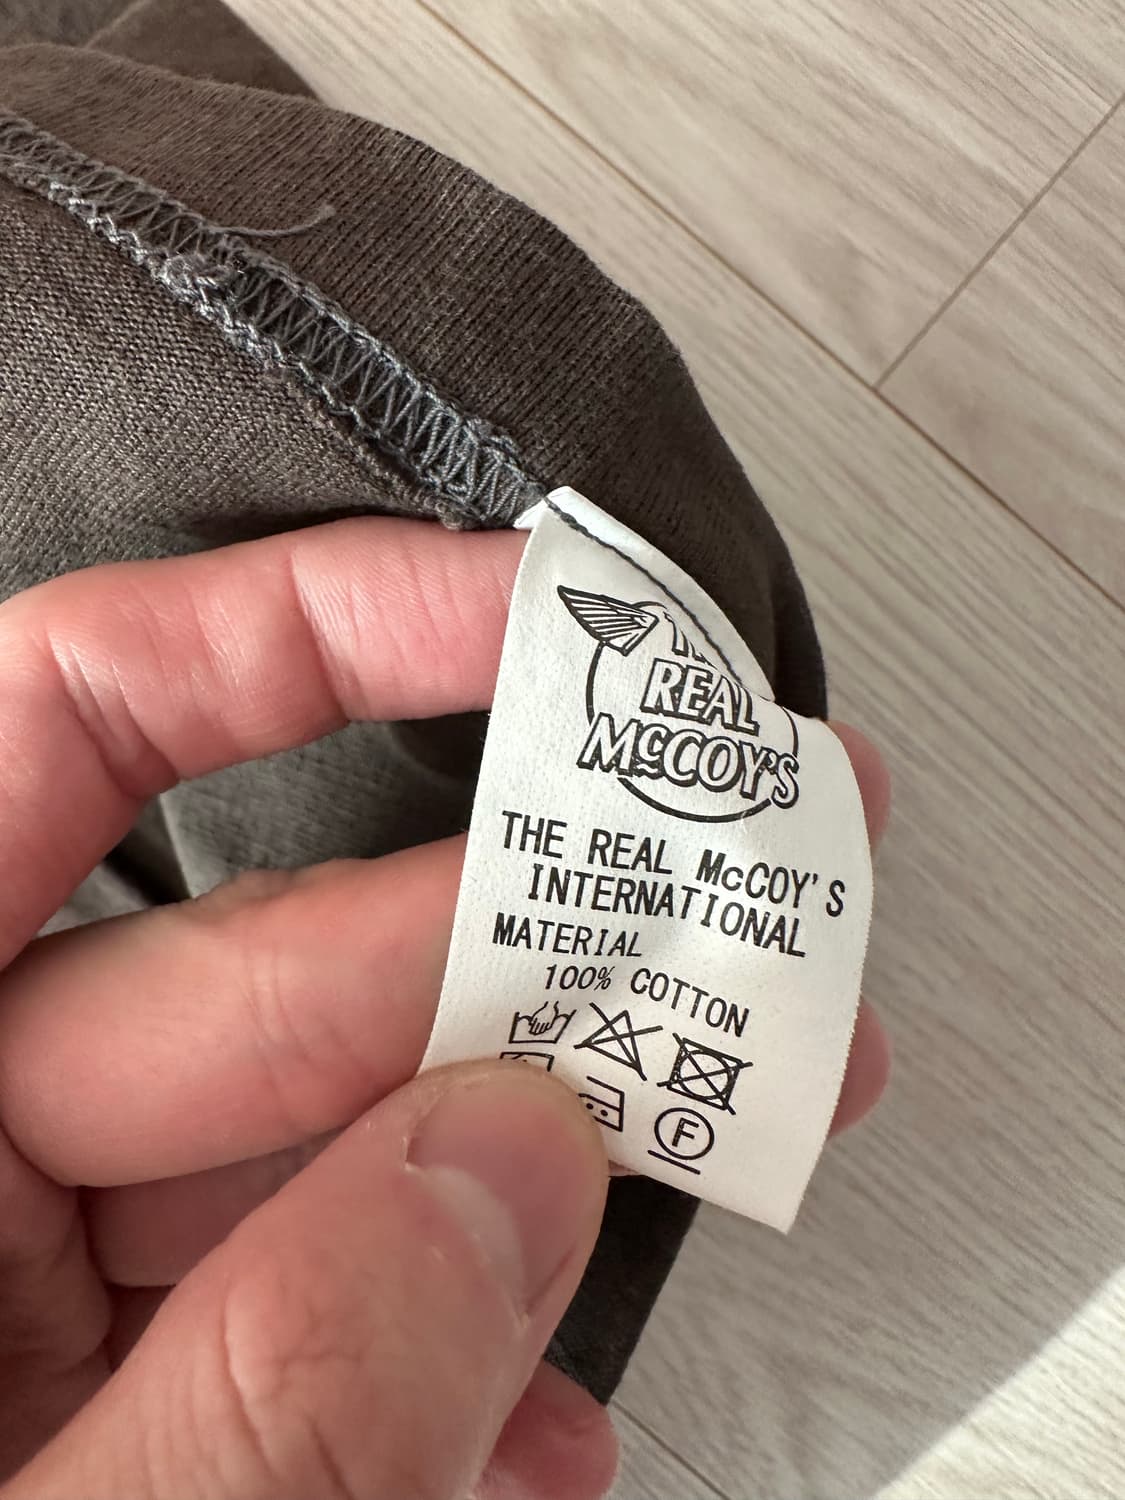 REAL
McCOY'S
THE REAL McCOY'S
INTERNATIONAL
MATERIAL
100% COTTON
F